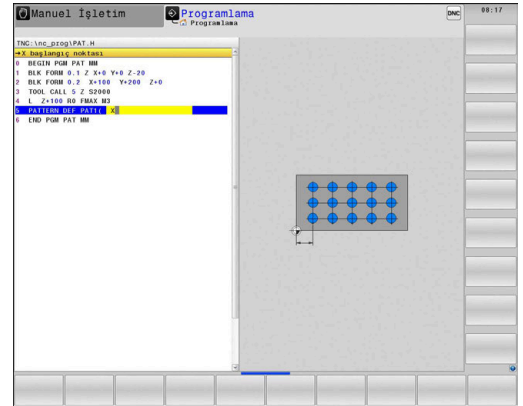 Manuel İşletim
Programlama
Programlama
DNC
08:17
TNC:\nc_prog\PAT.H
→X başlangıç noktası
0 BEGIN PGM PAT MM
1 BLK FORM 0.1 Z X+0 Y+0 Z-20
2 BLK FORM 0.2 X+100 Y+200 Z+0
3 TOOL CALL 5 Z S2000
4 L Z+100 R0 FMAX M3
5 PATTERN DEF PAT1( X
6 END PGM PAT MM